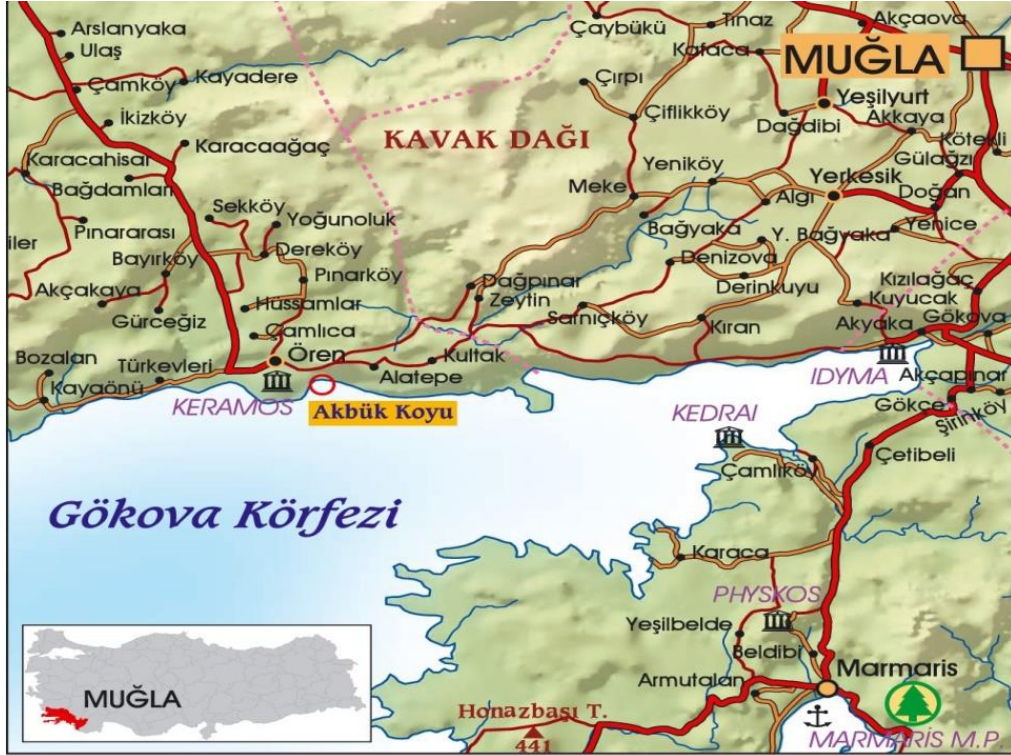 Arslanyaka
Ulaş
Çamköy
Kayadere
Çaybükü
Tınaz
Akçaova
Kafaca
MUĞLA
Çırpı
Yeşilyurt
İkizköy
Çiftlikköy
Dağdibi
Akkaya
Karacaağaç
KAVAK DAĞI
Kötekli
Karacahisar
Yeniköy
Gülağzı
Bağdamları
Meke
Algı
Yerkesik
Doğan
Sekköy
Yoğunoluk
Pınararası
Bağyaka
Y. Bağyaka
Yenice
iler
Bayırköy
Dereköy
Denizova
Pınarköy
Dağpınar
Derinkuyu
Kızılağaç
Akçakaya
Zeytin
Kuyucak
Hüssamlar
Gürceğiz
Sarnıçköy
Kıran
Gökova
Çamlıca
Akyaka
Bozalan
Ören
Kultak
Türkevleri
Alatepe
IDYMA
Akçapınar
Kayaönü
KERAMOS
Akbük Koyu
Gökçe
Şirinköy
KEDRAI
Çetibeli
Çamlıköy
Gökova Körfezi
Karaca
PHYSKOS
Yeşilbelde
Beldibi
Marmaris
Armutalan
MUĞLA
Honazbaşı T.
441
MARMARİS M.P.